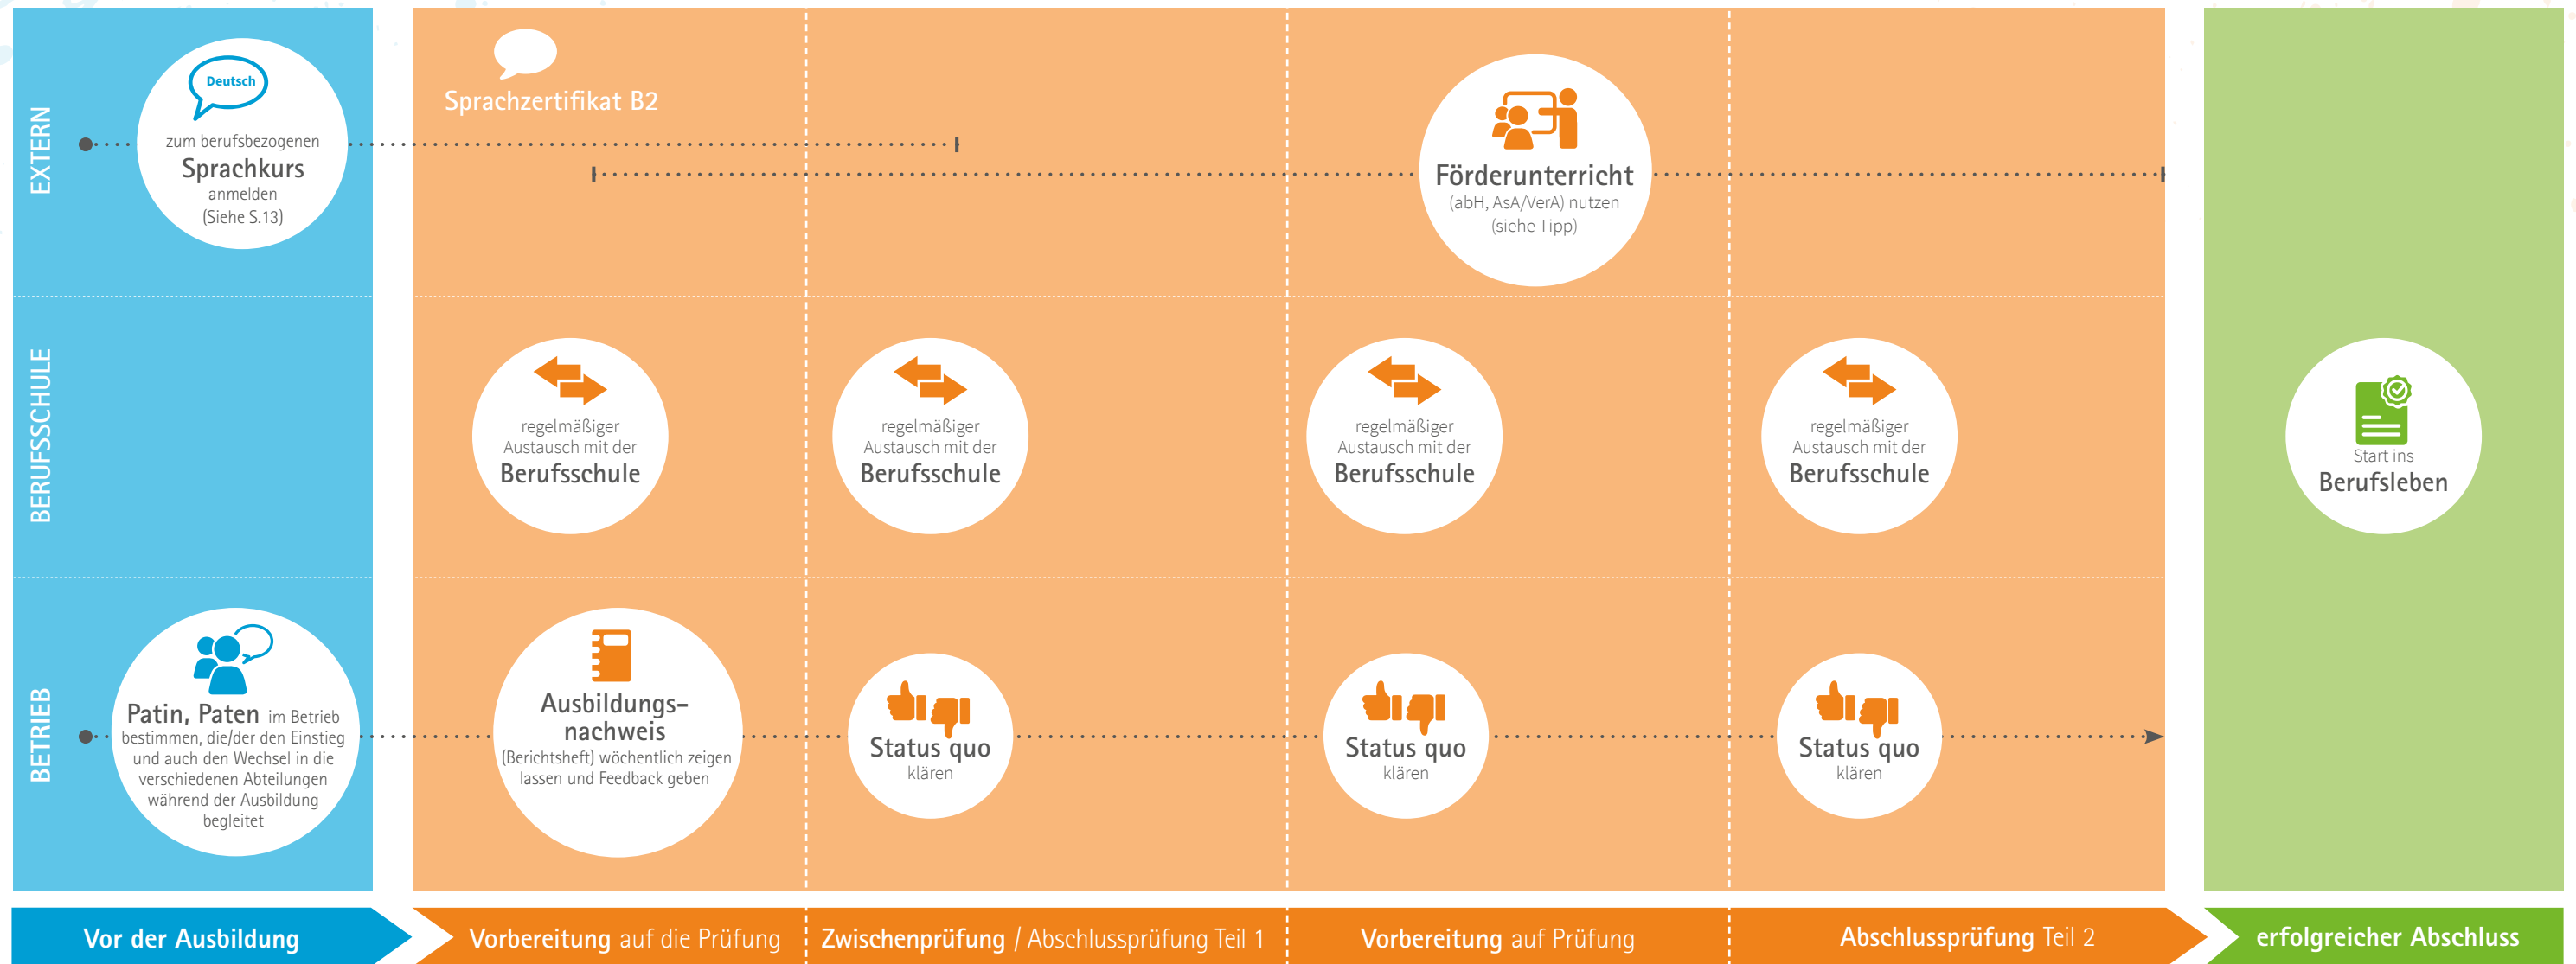 EXTERN
Deutsch
zum berufsbezogenen
Sprachkurs
anmelden
(Siehe S.13)
Sprachzertifikat B2
Förderunterricht
(abH, AsA/VerA) nutzen
(siehe Tipp)
BERUFSSCHULE
regelmäßiger
Austausch mit der
Berufsschule
regelmäßiger
Austausch mit der
Berufsschule
regelmäßiger
Austausch mit der
Berufsschule
regelmäßiger
Austausch mit der
Berufsschule
Start ins
Berufsleben
BETRIEB
Patin, Paten im Betrieb
bestimmen, die/der den Einstieg
und auch den Wechsel in die
verschiedenen Abteilungen
während der Ausbildung
begleitet
Ausbildungs-
nachweis
(Berichtsheft) wöchentlich zeigen
lassen und Feedback geben
Status quo
klären
Status quo
klären
Status quo
klären
Vor der Ausbildung
Vorbereitung auf die Prüfung
Zwischenprüfung / Abschlussprüfung Teil 1
Vorbereitung auf Prüfung
Abschlussprüfung Teil 2
erfolgreicher Abschluss